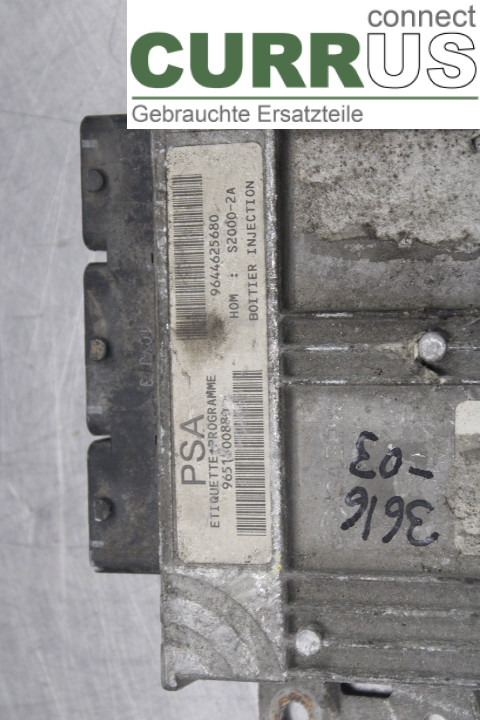 connect
CURRUS
Gebrauchte Ersatzteile
PSA
ETIQUETTE PROGRAMME
9644625680
HOM : S2000-2A
BOITIER INJECTION
3616
-03